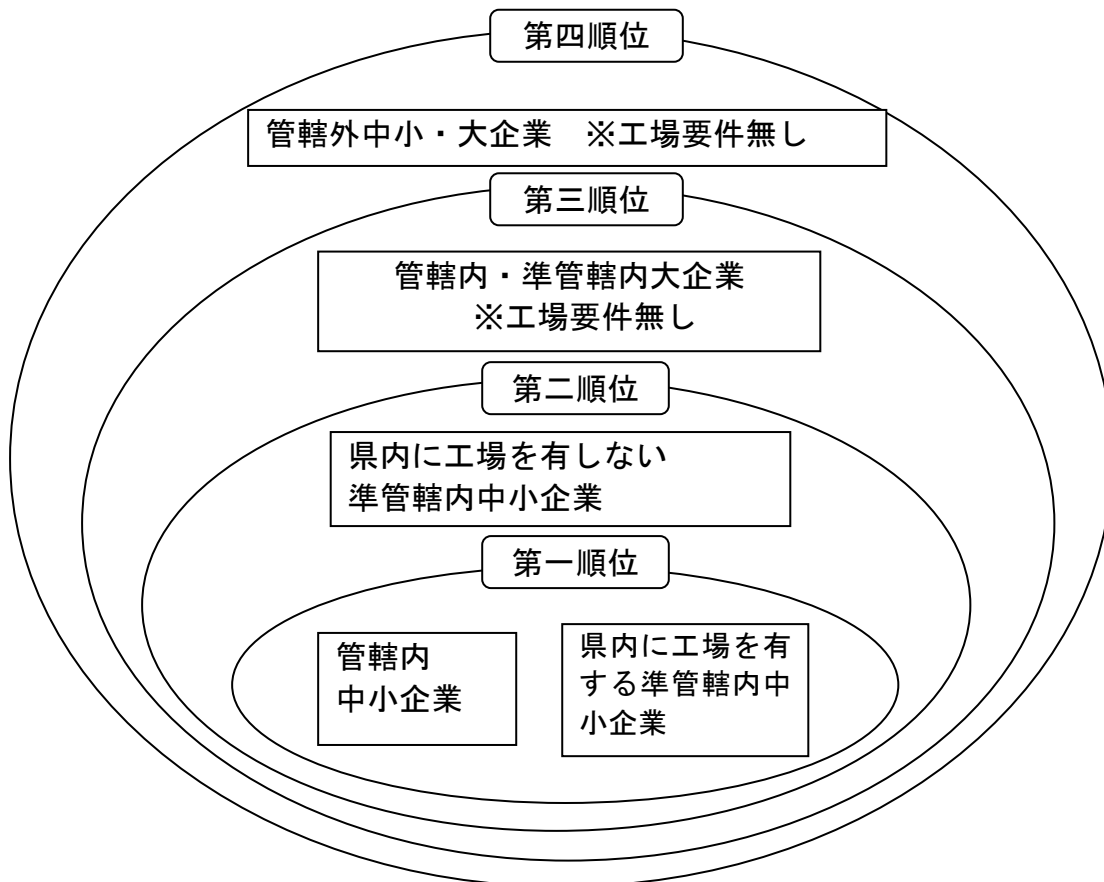 第四順位
管轄外中小・大企業　※工場要件無し
第三順位
管轄内・準管轄内大企業
※工場要件無し
第二順位
県内に工場を有しない
準管轄内中小企業
第一順位
管轄内
中小企業
県内に工場を有
する準管轄内中
小企業